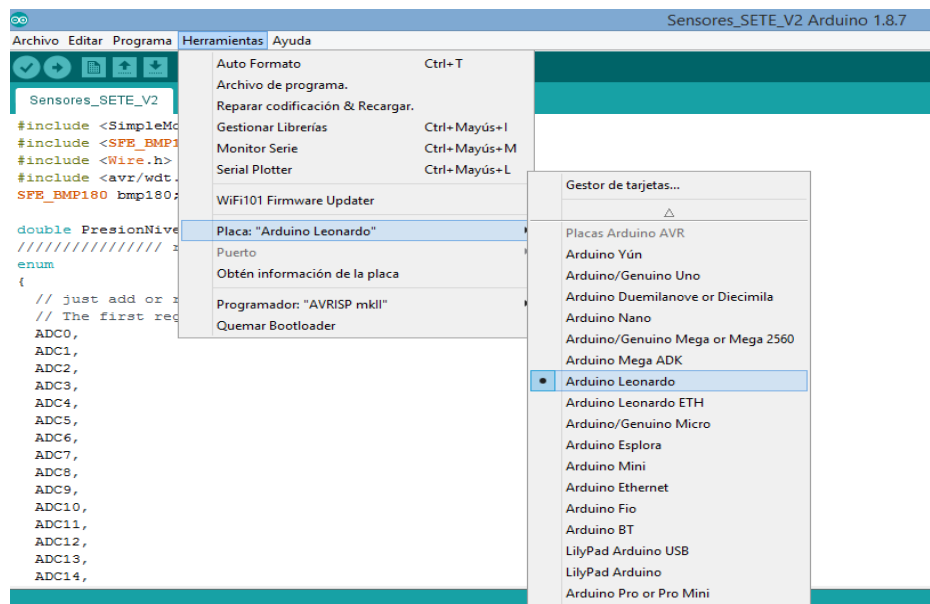 Sensores_SETE_V2 Arduino 1.8.7
Archivo Editar Programa Herramientas Ayuda
Sensores_SETE_V2
#include <SimpleMo
#include <SFE_BMP1
#include <Wire.h>
#include <avr/wdt.
SFE_BMP180 bmp180;
double PresionNive
////////////////
enum
{
// just add or
// The first reg
ADC0,
ADC1,
ADC2,
ADC3,
ADC4,
ADC5,
ADC6,
ADC7,
ADC8,
ADC9,
ADC10,
ADC11,
ADC12,
ADC13,
ADC14,
Auto Formato Ctrl+T
Archivo de programa.
Reparar codificación & Recargar.
Gestionar Librerías Ctrl+Mayús+I
Monitor Serie Ctrl+Mayús+M
Serial Plotter Ctrl+Mayús+L
WiFi101 Firmware Updater
Placa: "Arduino Leonardo"
Puerto
Obtén información de la placa
Programador: "AVRISP mkII"
Quemar Bootloader
Gestor de tarjetas...
Placas Arduino AVR
Arduino Yún
Arduino/Genuino Uno
Arduino Duemilanove or Diecimila
Arduino Nano
Arduino/Genuino Mega or Mega 2560
Arduino Mega ADK
Arduino Leonardo
Arduino Leonardo ETH
Arduino/Genuino Micro
Arduino Esplora
Arduino Mini
Arduino Ethernet
Arduino Fio
Arduino BT
LilyPad Arduino USB
LilyPad Arduino
Arduino Pro or Pro Mini